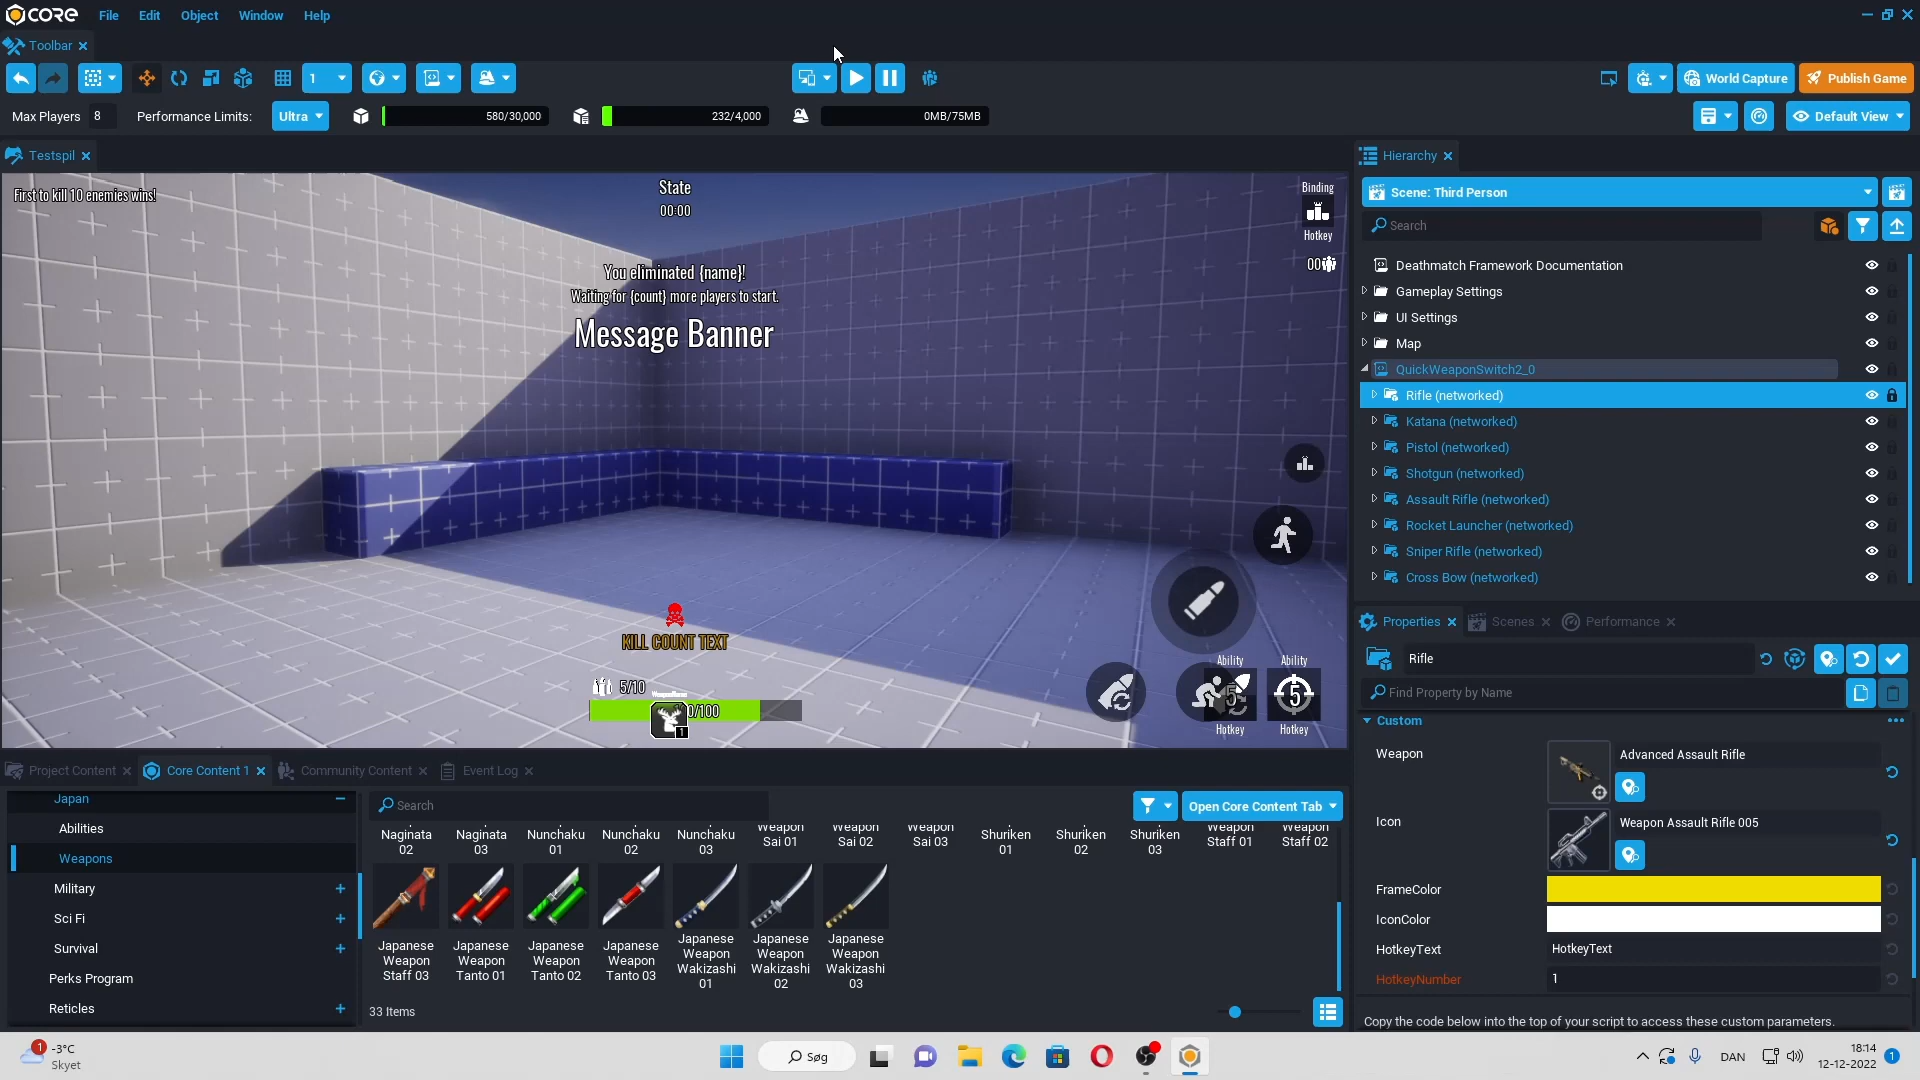 CORE
File Edit Object Window Help
Toolbar
1
World Capture
Publish Game
Max Players 8 Performance Limits: Ultra 580/30,000 232/4,000 0MB/75MB
Default View
Testspil
First to kill 10 enemies wins!
State
00:00
Binding
Hotkey
00
You eliminated {name}!
Waiting for {count} more players to start.
Message Banner
KILL COUNT TEXT
5/10
0/100
1
Ability
5
Hotkey
Ability
5
Hotkey
Hierarchy
Scene: Third Person
Search
Deathmatch Framework Documentation
Gameplay Settings
UI Settings
Map
QuickWeaponSwitch2_0
Rifle (networked)
Katana (networked)
Pistol (networked)
Shotgun (networked)
Assault Rifle (networked)
Rocket Launcher (networked)
Sniper Rifle (networked)
Cross Bow (networked)
Properties Scenes Performance
Rifle
Find Property by Name
Custom
Weapon
Advanced Assault Rifle
Icon
Weapon Assault Rifle 005
FrameColor
IconColor
HotkeyText HotkeyText
HotkeyNumber 1
Copy the code below into the top of your script to access these custom parameters.
Project Content Core Content 1 Community Content Event Log
Japan
Abilities
Weapons
Military
Sci Fi
Survival
Perks Program
Reticles
Search
Open Core Content Tab
Naginata 02
Naginata 03
Nunchaku 01
Nunchaku 02
Nunchaku 03
Weapon Sai 01
Weapon Sai 02
Weapon Sai 03
Shuriken 01
Shuriken 02
Shuriken 03
Weapon Staff 01
Weapon Staff 02
Japanese Weapon Staff 03
Japanese Weapon Tanto 01
Japanese Weapon Tanto 02
Japanese Weapon Tanto 03
Japanese Weapon Wakizashi 01
Japanese Weapon Wakizashi 02
Japanese Weapon Wakizashi 03
33 Items
1
-3°C
Skyet
Søg
DAN
18:14
12-12-2022
1